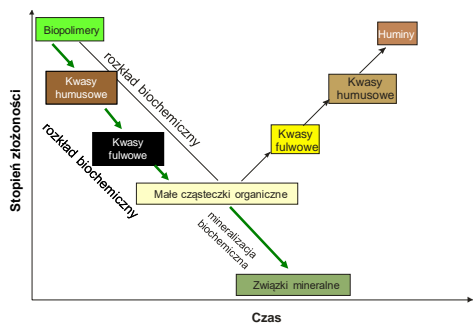 Stopień złożoności
Biopolimery
Huminy
rozkład biochemiczny
Kwasy
humusowe
Kwasy
humusowe
Kwasy
fulwowe
Kwasy
fulwowe
rozkład biochemiczny
Małe cząsteczki organiczne
mineralizacja
biochemiczna
Związki mineralne
Czas